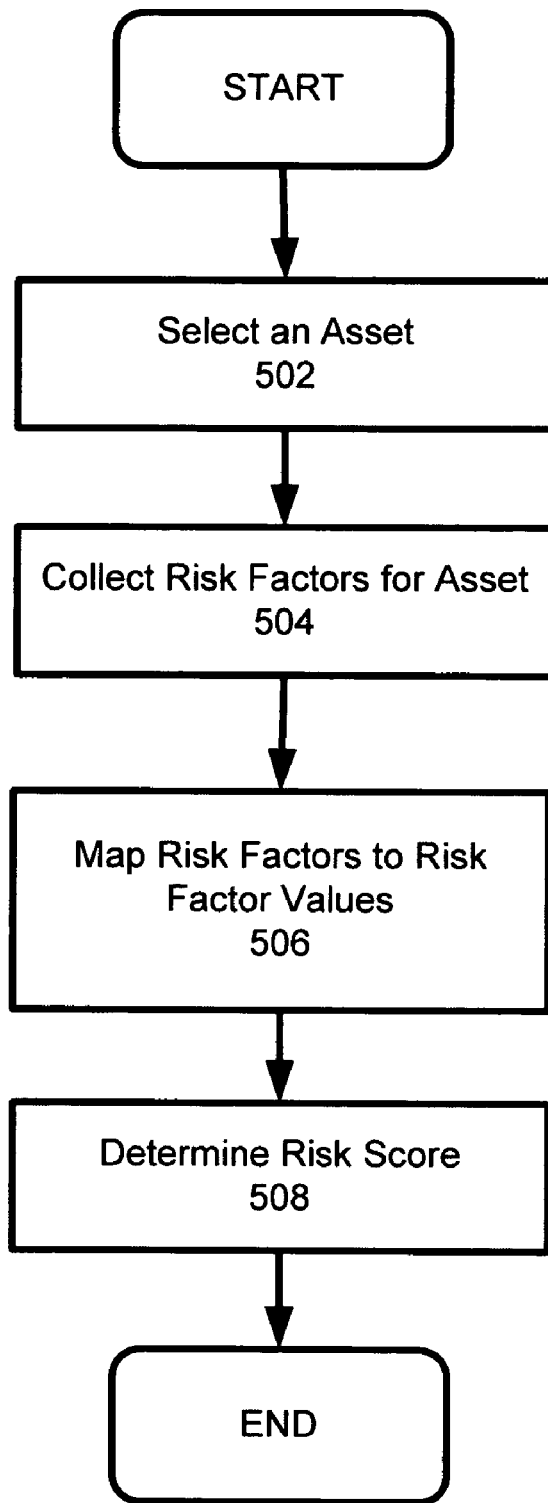 START
Select an Asset
502
Collect Risk Factors for Asset
504
Map Risk Factors to Risk
Factor Values
506
Determine Risk Score
508
END